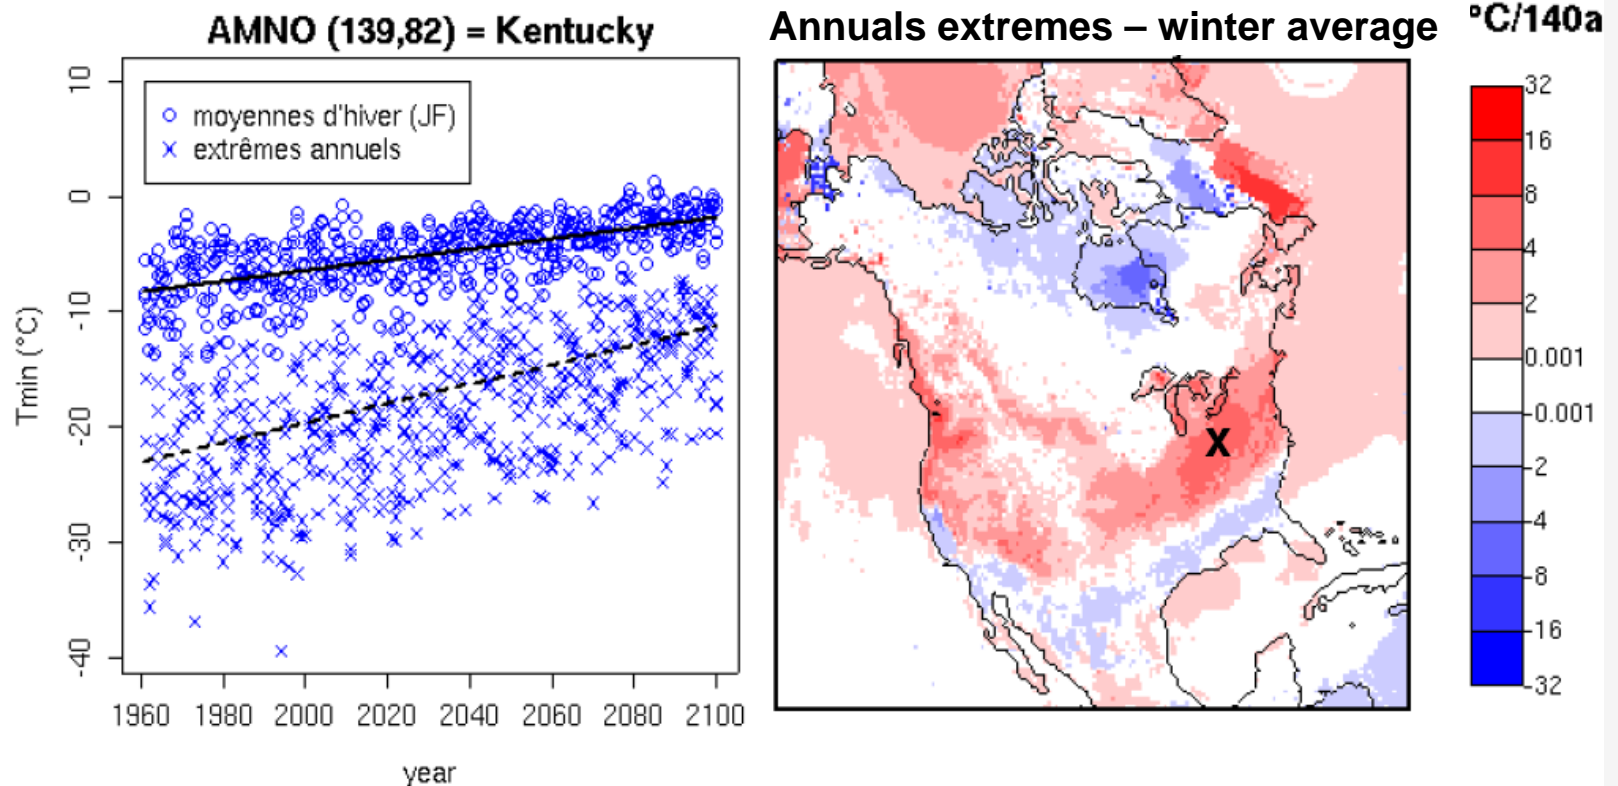 AMNO (139,82) = Kentucky
10
0
-10
-20
-30
-40
Tmin (°C)
moyennes d'hiver (JF)
extrêmes annuels
1960 1980 2000 2020 2040 2060 2080 2100
year
Annuals extremes – winter average
X
°C/140a
32
16
8
4
2
0.001
-0.001
-2
-4
-8
-16
-32